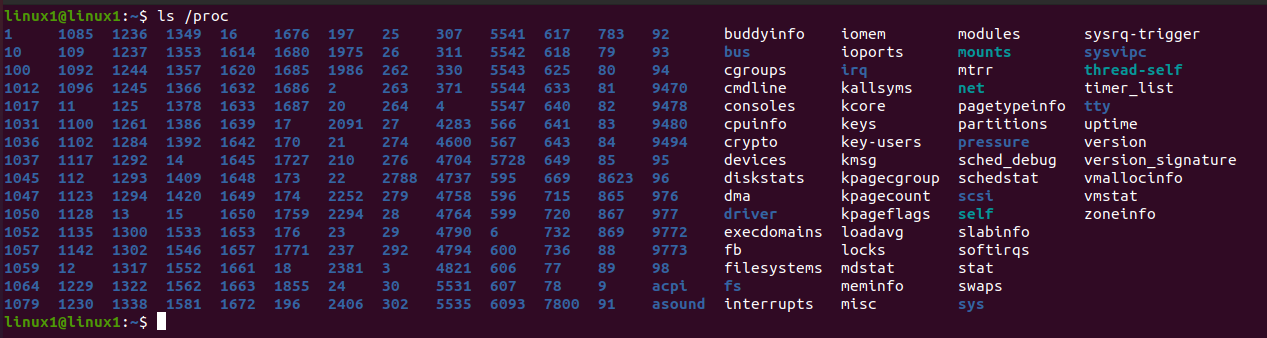 linux1@linux1:~$ ls /proc
1 1085 1236 1349 16 1676 197 25 307 5541 617 783 92 buddyinfo iomem modules sysrq-trigger
10 109 1237 1353 1614 1680 1975 26 311 5542 618 79 93 bus ioports mounts sysvipc
100 1092 1244 1357 1620 1685 1986 262 330 5543 625 80 94 cgroups irq mtrr thread-self
1012 1096 1245 1366 1632 1686 2 263 371 5544 633 81 9470 cmdline kallsyms net timer_list
1017 11 125 1378 1633 1687 20 264 4 5547 640 82 9478 consoles kcore pagetypeinfo tty
1031 1100 1261 1386 1639 17 2091 27 4283 566 641 83 9480 cpuinfo keys partitions uptime
1036 1102 1284 1392 1642 170 21 274 4600 567 643 84 9494 crypto key-users pressure version
1037 1117 1292 14 1645 1727 210 276 4704 5728 649 85 95 devices kmsg sched_debug version_signature
1045 112 1293 1409 1648 173 22 2788 4737 595 669 8623 96 diskstats kpagecgroup schedstat vmallocinfo
1047 1123 1294 1420 1649 174 2252 279 4758 596 715 865 976 dma kpagecount scsi vmstat
1050 1128 13 15 1650 1759 2294 28 4764 599 720 867 977 driver kpageflags self zoneinfo
1052 1135 1300 1533 1653 176 23 29 4790 6 732 869 9772 execdomains loadavg slabinfo
1057 1142 1302 1546 1657 1771 237 292 4794 600 736 88 9773 fb locks softirqs
1059 12 1317 1552 1661 18 2381 3 4821 606 77 89 98 filesystems mdstat stat
1064 1229 1322 1562 1663 1855 24 30 5531 607 78 9 acpi fs meminfo swaps
1079 1230 1338 1581 1672 196 2406 302 5535 6093 7800 91 asound interrupts misc sys
linux1@linux1:~$